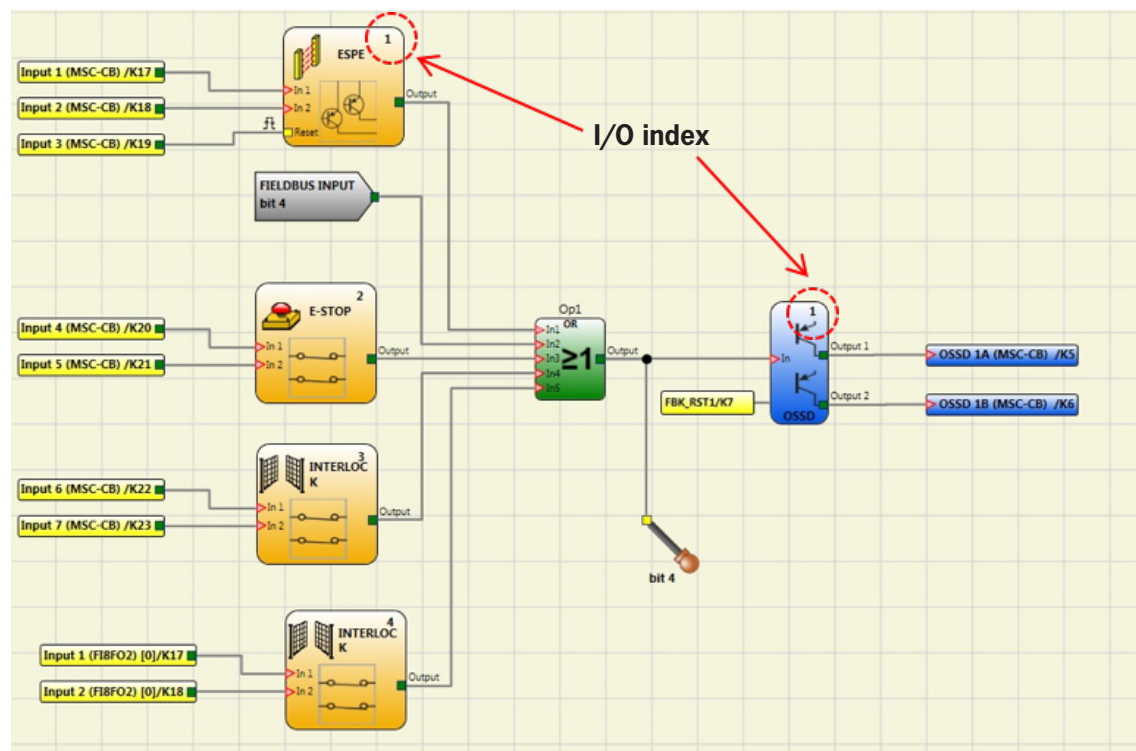 1
ESPE
Input 1 (MSC-CB) /K17
In 1
Output
Input 2 (MSC-CB) /K18
In 2
Input 3 (MSC-CB) /K19
Reset
I/O index
FIELDBUS INPUT
bit 4
2
E-STOP
Input 4 (MSC-CB) /K20
In 1
Output
Input 5 (MSC-CB) /K21
In 2
Op1
OR
In1
In2
In3
In4
In5
≥1
Output
1
In
Output 1
OSSD 1A (MSC-CB) /K5
FBK_RST1/K7
Output 2
OSSD 1B (MSC-CB) /K6
OSSD
3
INTERLOC
K
Input 6 (MSC-CB) /K22
In 1
Output
Input 7 (MSC-CB) /K23
In 2
bit 4
4
INTERLOC
K
Input 1 (FI8FO2) [0]/K17
In 1
Output
Input 2 (FI8FO2) [0]/K18
In 2